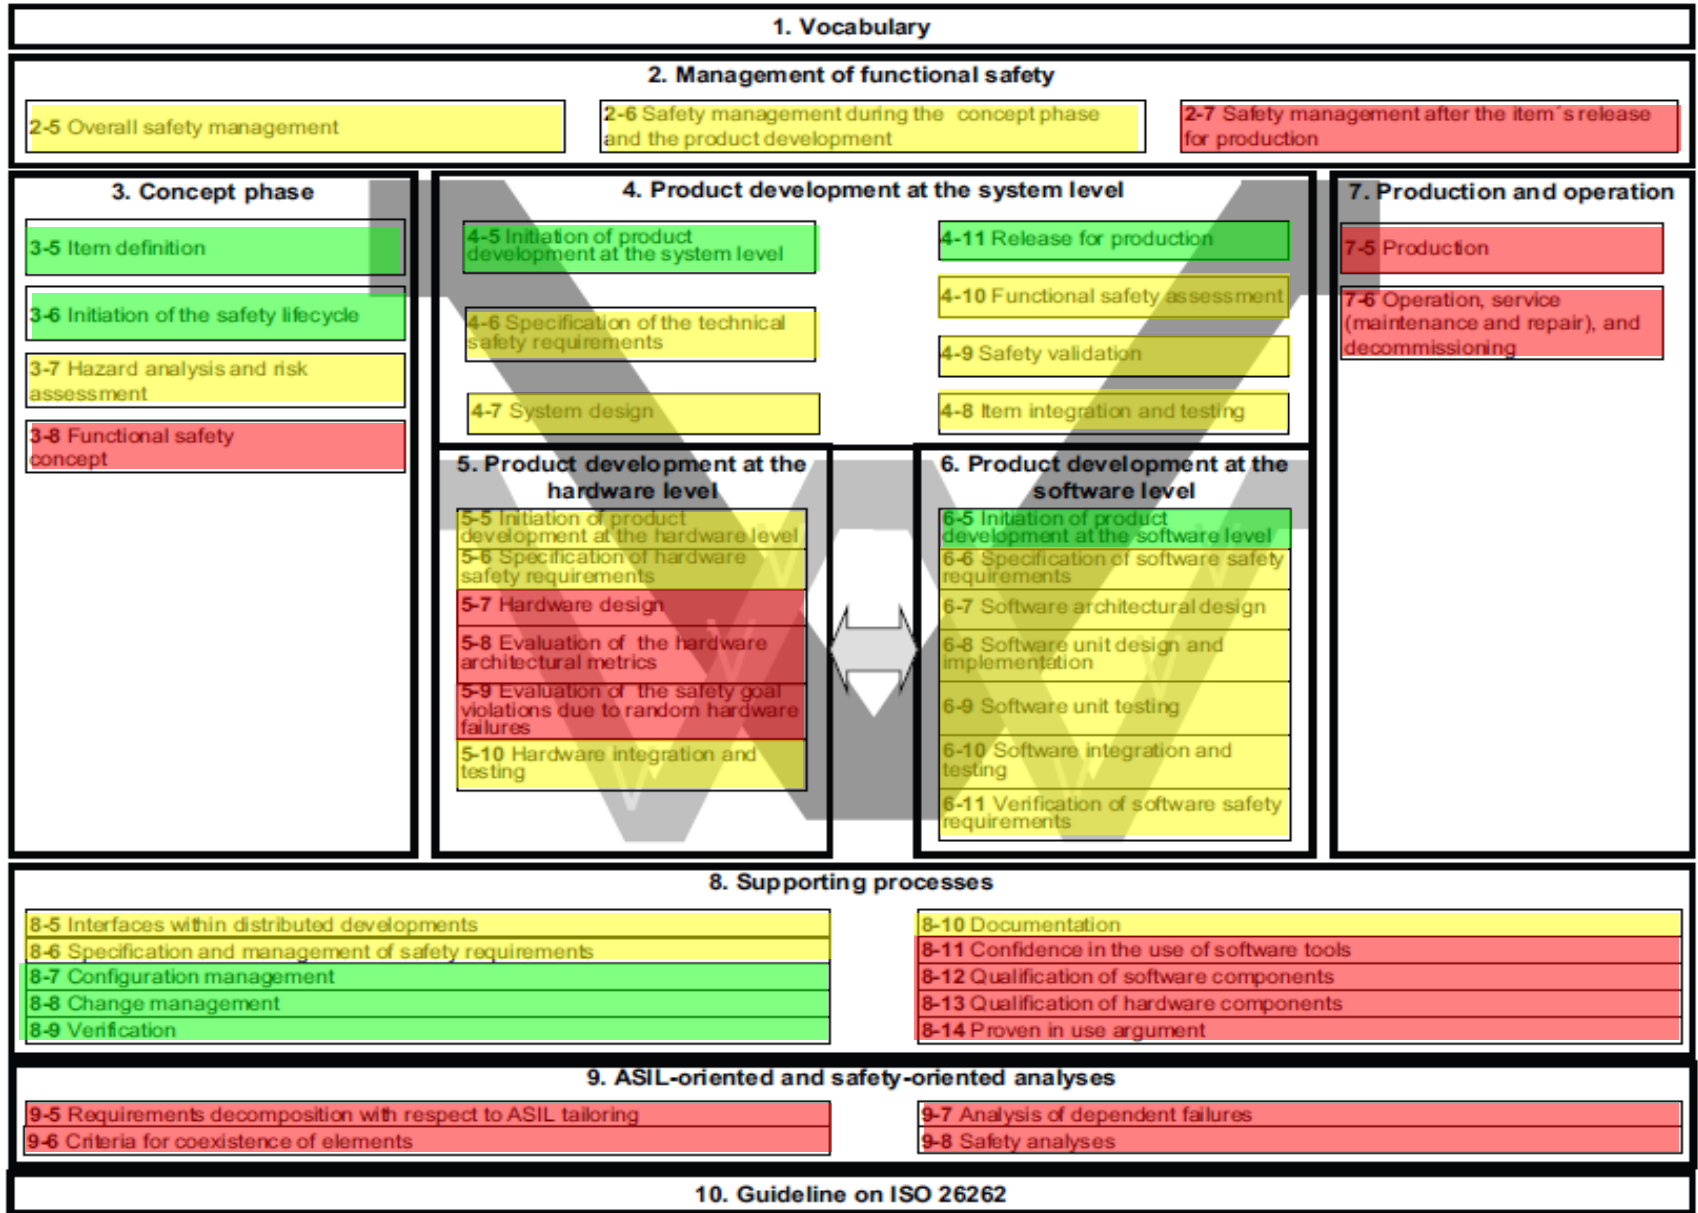 1. Vocabulary
2. Management of functional safety
2-5 Overall safety management
2-6 Safety management during the concept phase
and the product development
2-7 Safety management after the item´s release
for production
3. Concept phase
3-5 Item definition
3-6 Initiation of the safety lifecycle
3-7 Hazard analysis and risk
assessment
3-8 Functional safety
concept
4. Product development at the system level
4-5 Initiation of product
development at the system level
4-6 Specification of the technical
safety requirements
4-7 System design
4-11 Release for production
4-10 Functional safety assessment
4-9 Safety validation
4-8 Item integration and testing
7. Production and operation
7-5 Production
7-6 Operation, service
(maintenance and repair), and
decommissioning
5. Product development at the
hardware level
5-5 Initiation of product
development at the hardware level
5-6 Specification of hardware
safety requirements
5-7 Hardware design
5-8 Evaluation of the hardware
architectural metrics
5-9 Evaluation of the safety goal
violations due to random hardware
failures
5-10 Hardware integration and
testing
6. Product development at the
software level
6-5 Initiation of product
development at the software level
6-6 Specification of software safety
requirements
6-7 Software architectural design
6-8 Software unit design and
implementation
6-9 Software unit testing
6-10 Software integration and
testing
6-11 Verification of software safety
requirements
8. Supporting processes
8-5 Interfaces within distributed developments
8-6 Specification and management of safety requirements
8-7 Configuration management
8-8 Change management
8-9 Verification
8-10 Documentation
8-11 Confidence in the use of software tools
8-12 Qualification of software components
8-13 Qualification of hardware components
8-14 Proven in use argument
9. ASIL-oriented and safety-oriented analyses
9-5 Requirements decomposition with respect to ASIL tailoring
9-6 Criteria for coexistence of elements
9-7 Analysis of dependent failures
9-8 Safety analyses
10. Guideline on ISO 26262